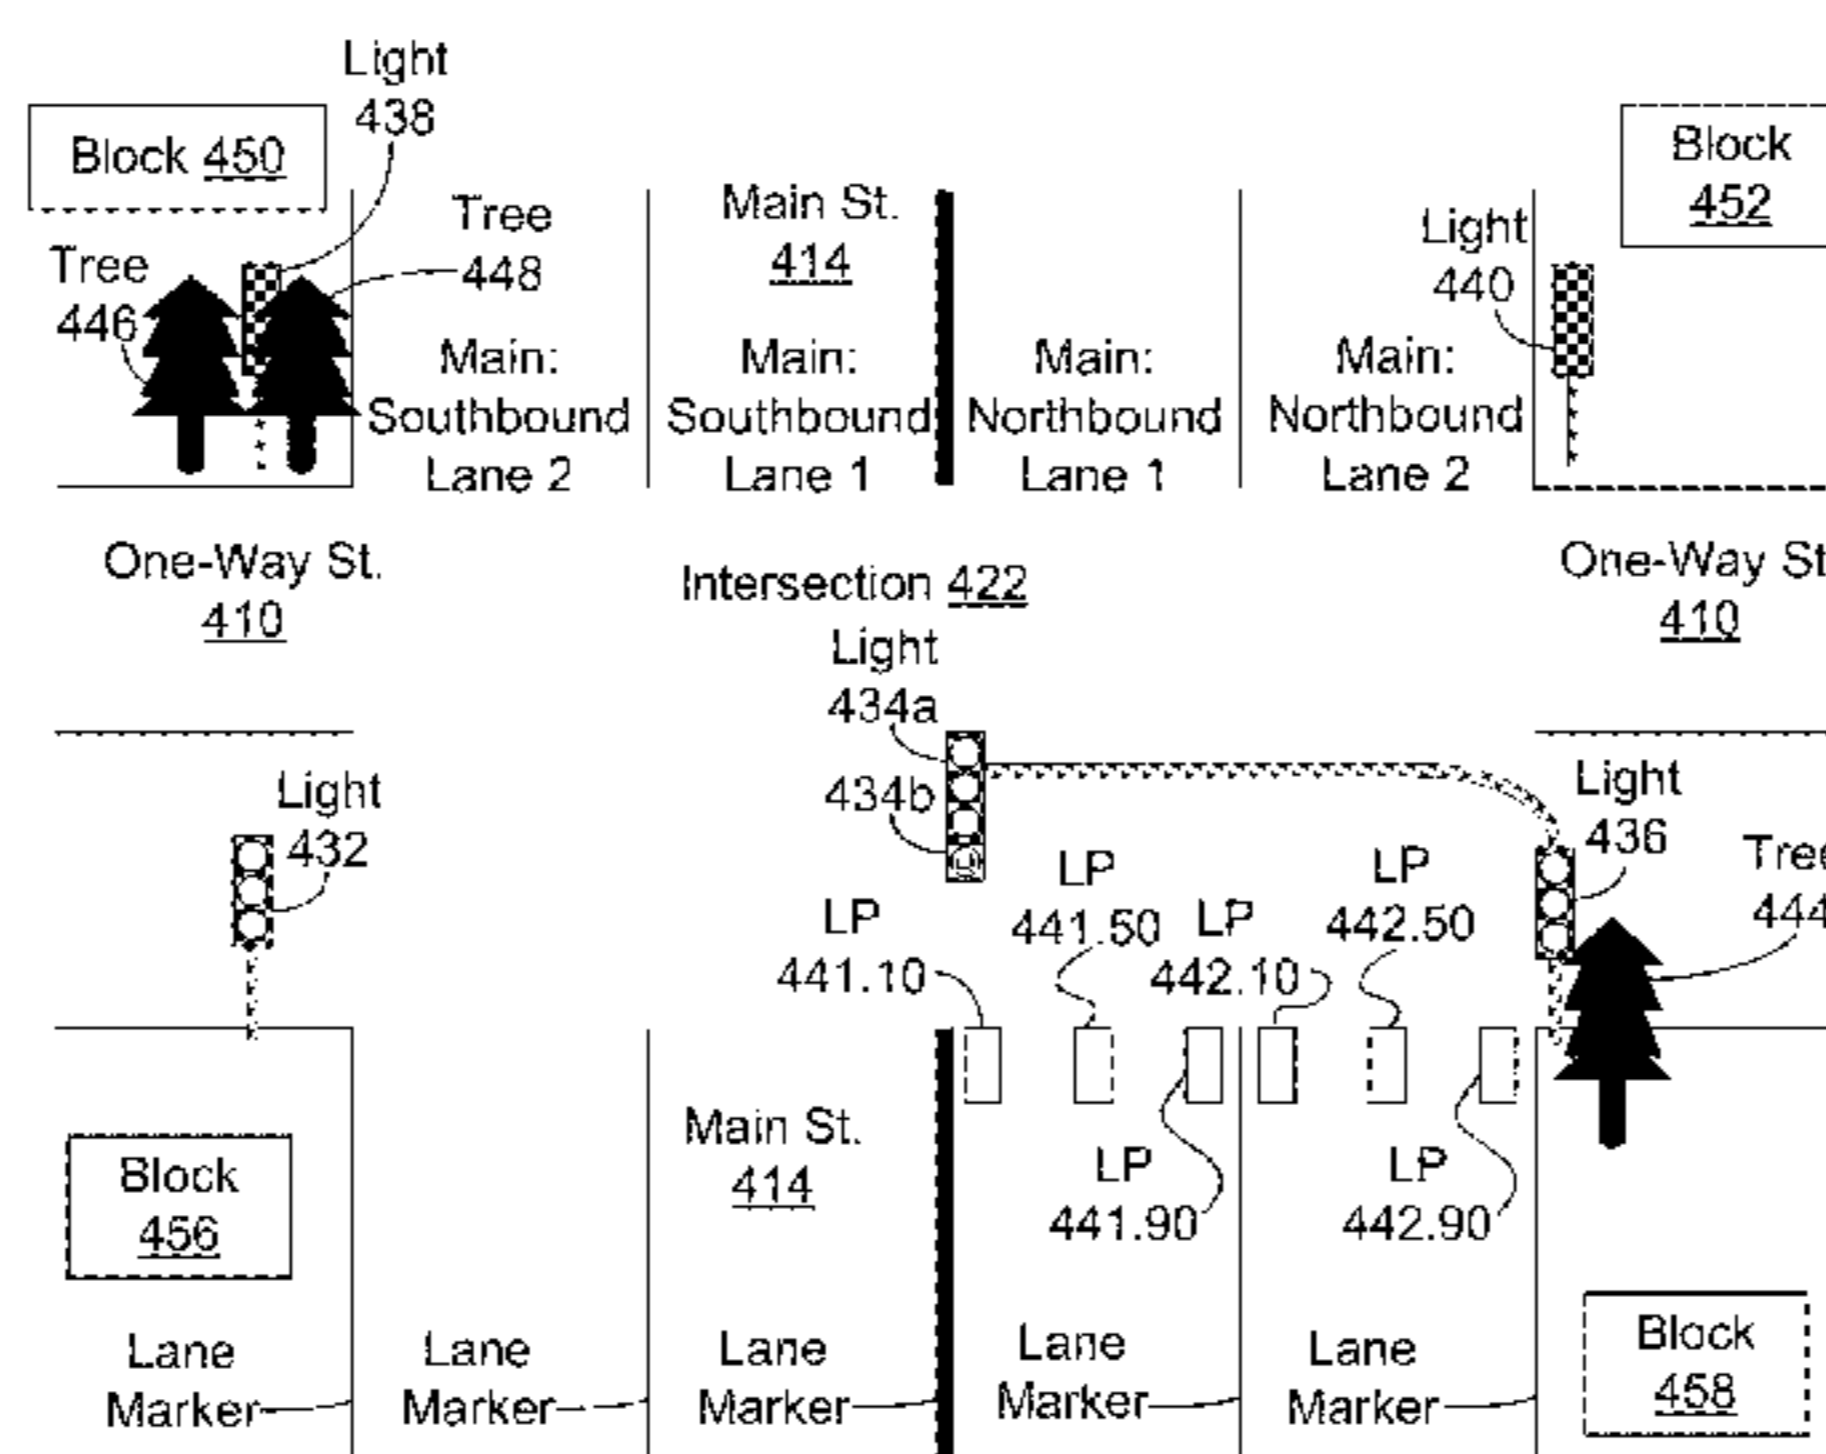 Light
438
Block 450
Block
452
Tree
448
Main St.
414
Light
440
Tree
446
Main:
Southbound
Lane 2
Main:
Southbound
Lane 1
Main:
Northbound
Lane 1
Main:
Northbound
Lane 2
One-Way St.
410
Intersection 422
One-Way St
410
Light
434a
434b
Light
432
Light
436
Tree
444
LP
441.10
LP
441.50
LP
442.10
LP
442.50
Main St.
414
LP
441.90
LP
442.90
Block
456
Block
458
Lane
Marker
Lane
Marker
Lane
Marker
Lane
Marker
Lane
Marker